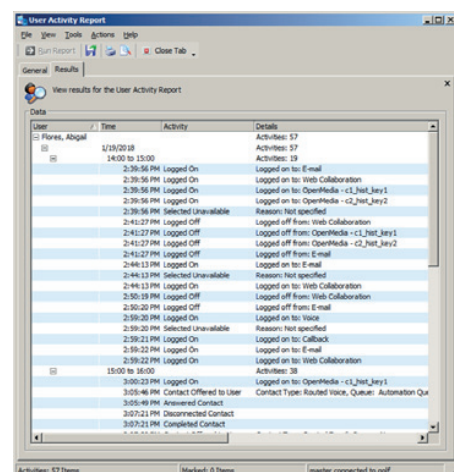 User Activity Report
File View Tools Actions Help
Run Report Close Tab
General Results
View results for the User Activity Report
Data
User / Time Activity Details
Flores, Abigail Activities: 57
1/19/2018 Activities: 57
14:00 to 15:00 Activities: 19
2:39:56 PM Logged On Logged on to: E-mail
2:39:56 PM Logged On Logged on to: Web Collaboration
2:39:56 PM Logged On Logged on to: OpenMedia - c1_hist_key1
2:39:56 PM Logged On Logged on to: OpenMedia - c2_hist_key2
2:39:56 PM Selected Unavailable Reason: Not specified
2:41:27 PM Logged Off Logged off from: Web Collaboration
2:41:27 PM Logged Off Logged off from: OpenMedia - c1_hist_key1
2:41:27 PM Logged Off Logged off from: OpenMedia - c2_hist_key2
2:41:27 PM Logged Off Logged off from: E-mail
2:44:13 PM Logged On Logged on to: E-mail
2:44:13 PM Selected Unavailable Reason: Not specified
2:44:13 PM Logged On Logged on to: Web Collaboration
2:50:19 PM Logged Off Logged off from: Web Collaboration
2:50:20 PM Logged Off Logged off from: E-mail
2:59:20 PM Logged On Logged on to: Voice
2:59:20 PM Selected Unavailable Reason: Not specified
2:59:21 PM Logged On Logged on to: Callback
2:59:22 PM Logged On Logged on to: E-mail
2:59:22 PM Logged On Logged on to: Web Collaboration
15:00 to 16:00 Activities: 38
3:00:23 PM Logged On Logged on to: OpenMedia - c1_hist_key1
3:05:46 PM Contact Offered to User Contact Type: Routed Voice, Queue: Automation Que
3:05:49 PM Answered Contact
3:07:21 PM Disconnected Contact
3:07:21 PM Completed Contact
Activities: 57 Items Marked: 0 Items master connected to golf